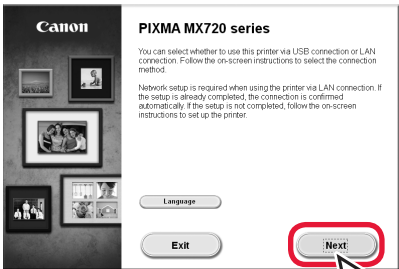 Canon
PIXMA MX720 series
You can select whether to use this printer via USB connection or LAN
connection. Follow the on-screen instructions to select the connection
method.
Network setup is required when using the printer via LAN connection. If
the setup is already completed, the connection is confirmed
automatically. If the setup is not completed, follow the on-screen
instructions to set up the printer.
Language
Exit
Next